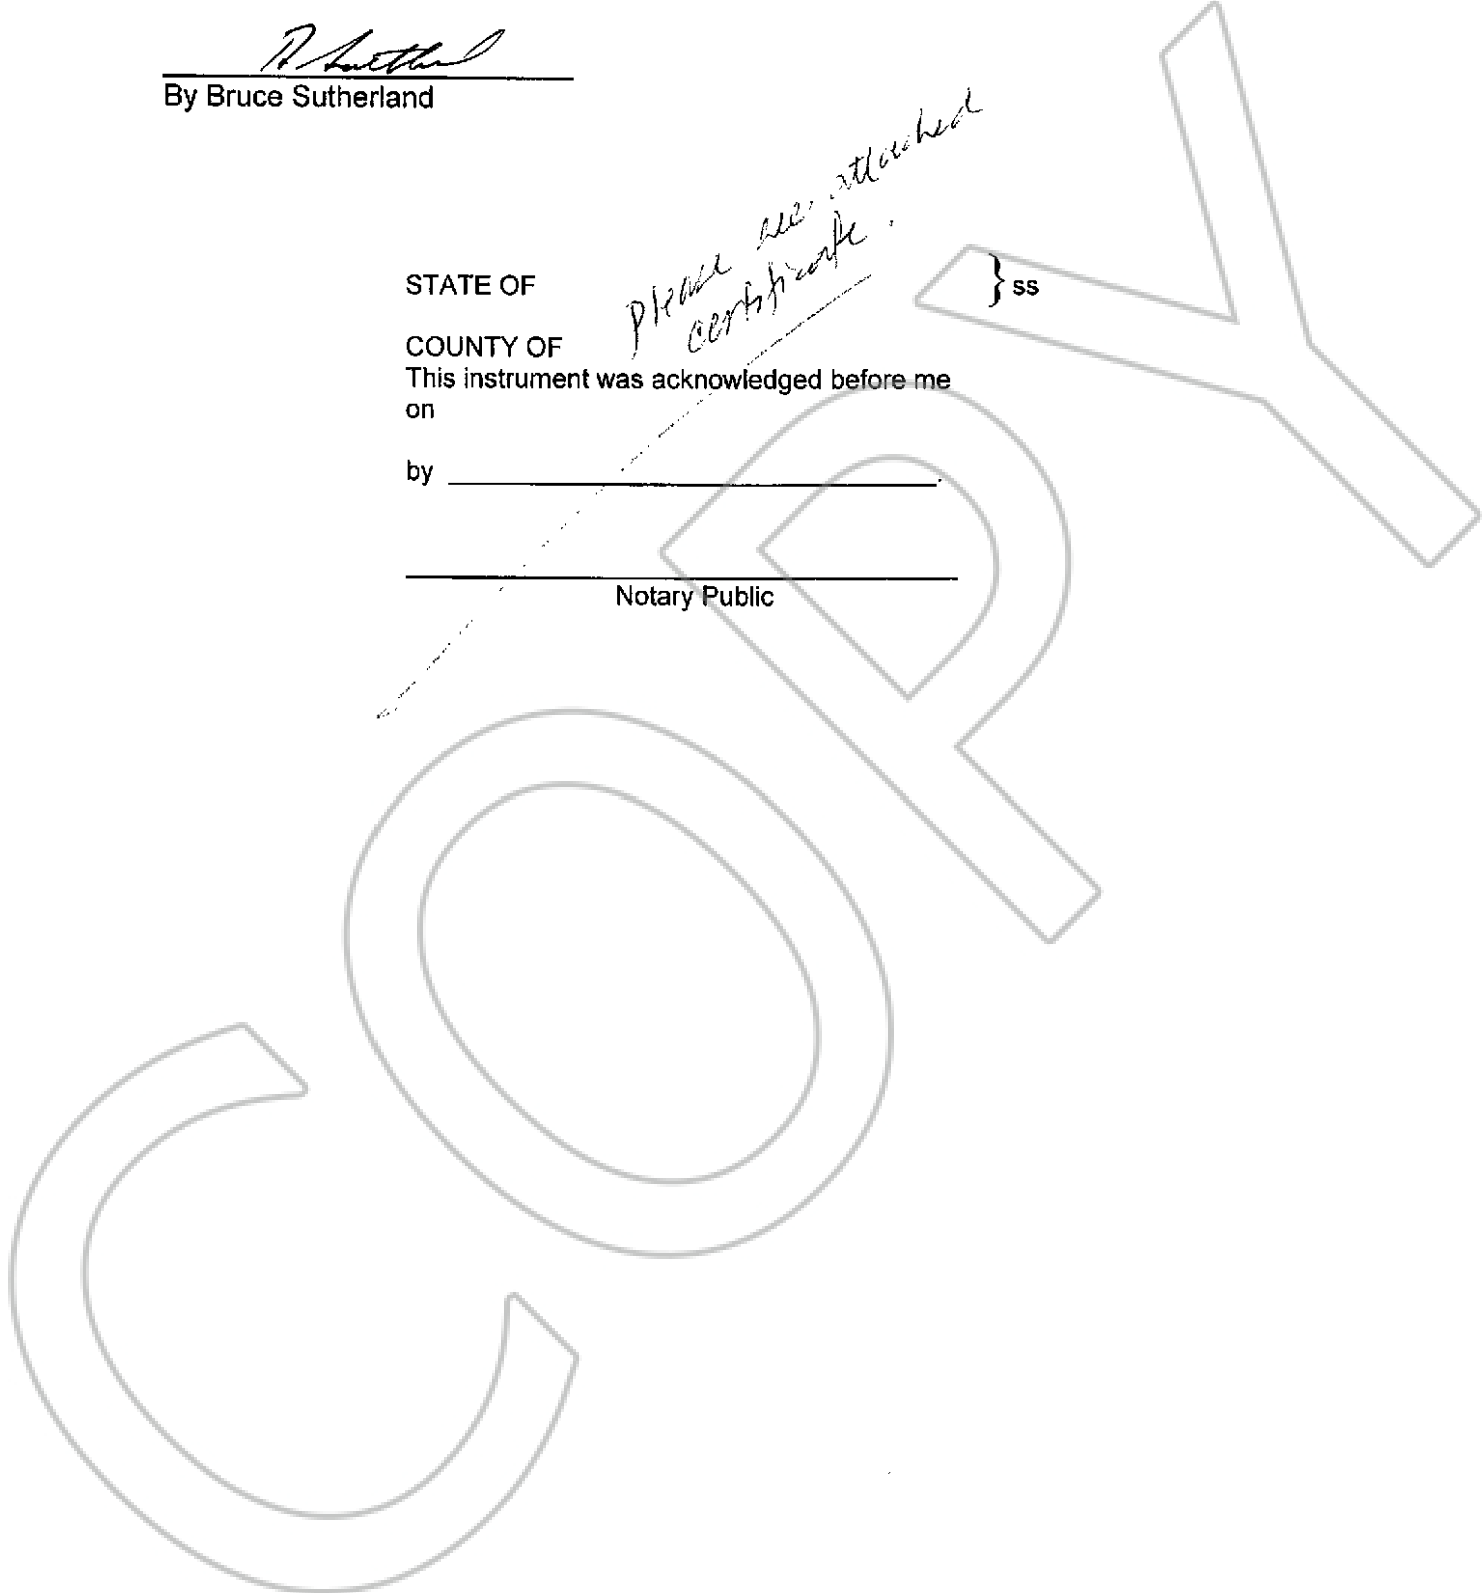 By Bruce Sutherland
Please see attached
certificate.
STATE OF
} ss
COUNTY OF
This instrument was acknowledged before me
on
by
Notary Public
COPY